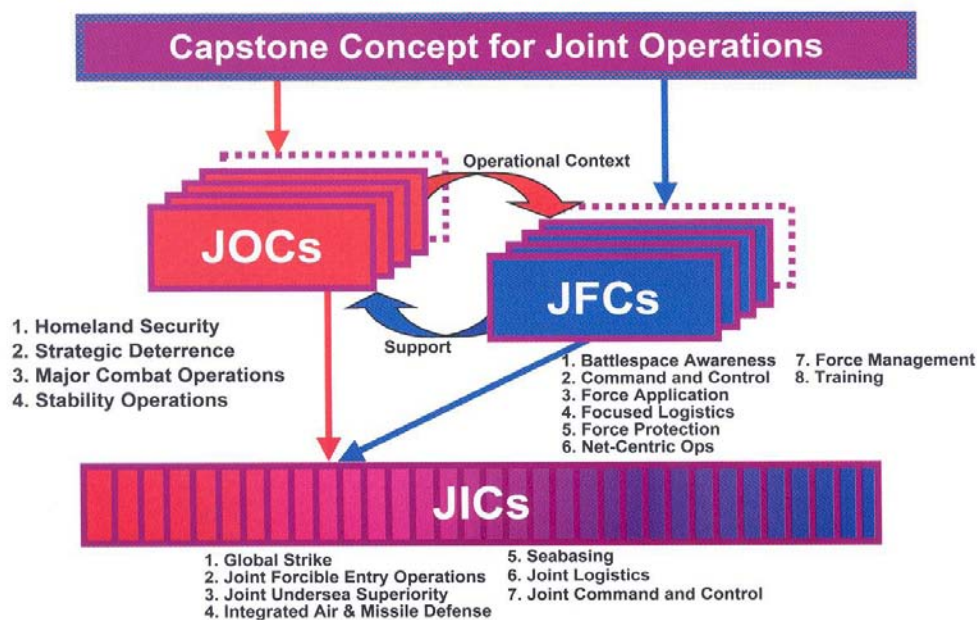 Capstone Concept for Joint Operations
Operational Context
JOCs
JFCs
Support
1. Homeland Security
2. Strategic Deterrence
3. Major Combat Operations
4. Stability Operations
1. Battlespace Awareness
2. Command and Control
3. Force Application
4. Focused Logistics
5. Force Protection
6. Net-Centric Ops
7. Force Management
8. Training
JICs
1. Global Strike
2. Joint Forcible Entry Operations
3. Joint Undersea Superiority
4. Integrated Air & Missile Defense
5. Seabasing
6. Joint Logistics
7. Joint Command and Control